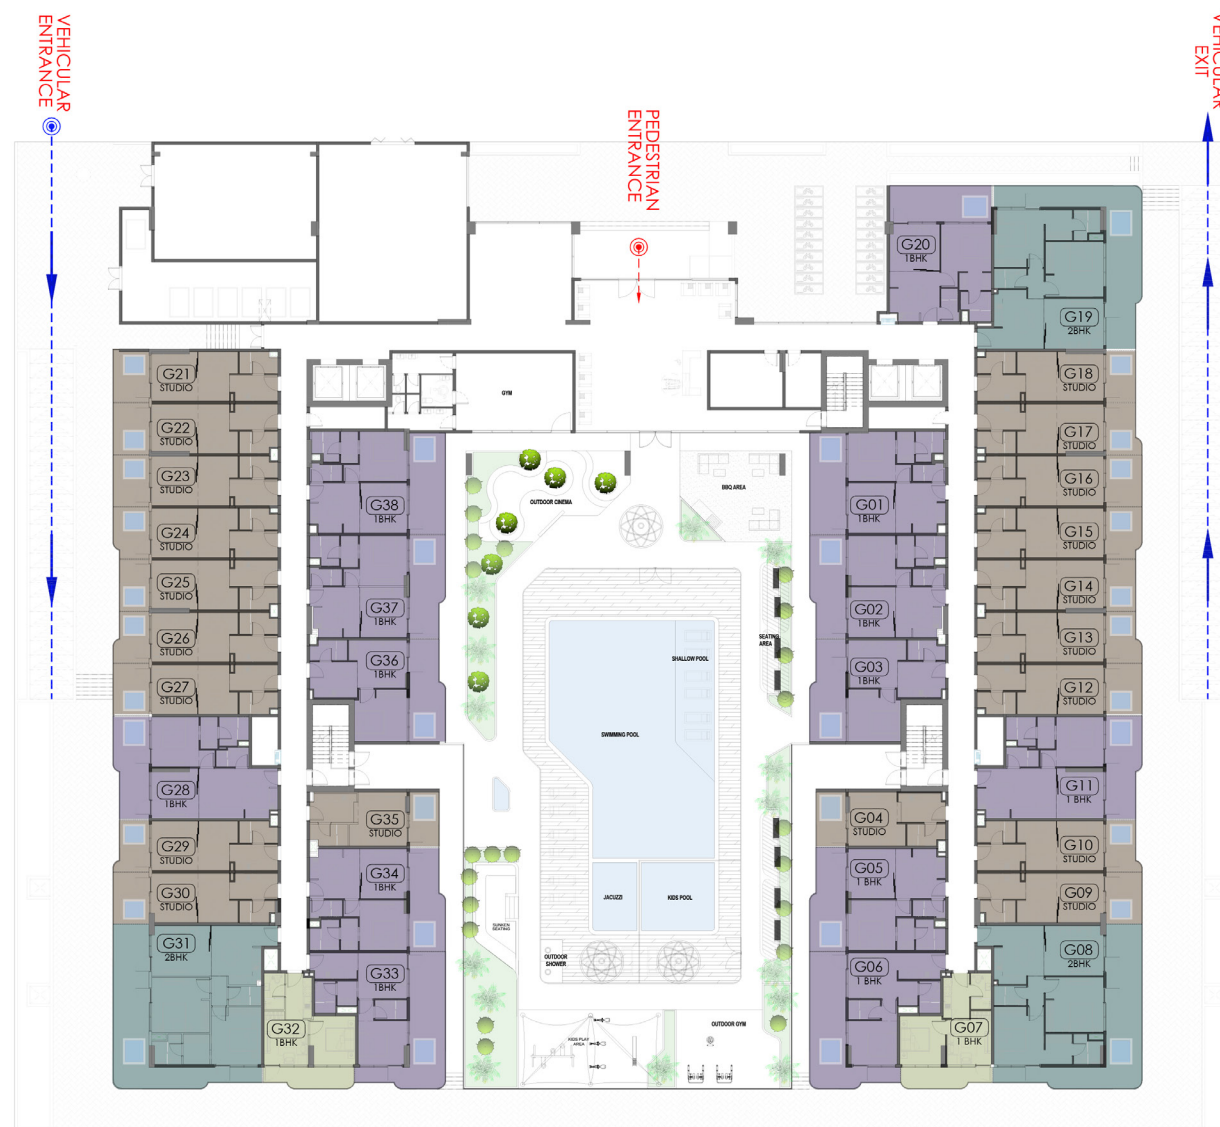 VEHICULAR
ENTRANCE
VEHICULAR
EXIT
PEDESTRIAN
ENTRANCE
G20
1BHK
G19
2BHK
G21
STUDIO
GYM
G18
STUDIO
G22
STUDIO
G17
STUDIO
G23
STUDIO
G38
1BHK
OUTDOOR CINEMA
BBQ AREA
G01
1BHK
G16
STUDIO
G24
STUDIO
G15
STUDIO
G25
STUDIO
G37
1BHK
G02
1BHK
G14
STUDIO
G26
STUDIO
G36
1BHK
SHALLOW POOL
SEATING
AREA
G03
1BHK
G13
STUDIO
G27
STUDIO
G12
STUDIO
SWIMMING POOL
G28
1BHK
G11
1 BHK
G35
STUDIO
G04
STUDIO
G29
STUDIO
G10
STUDIO
G34
1BHK
G05
1 BHK
G30
STUDIO
JACUZZI
KIDS POOL
G09
STUDIO
SUNKEN
SEATING
G31
2BHK
G08
2BHK
OUTDOOR
SHOWER
G33
1BHK
G06
1 BHK
G32
1BHK
KIDS PLAY
AREA
OUTDOOR GYM
G07
1 BHK